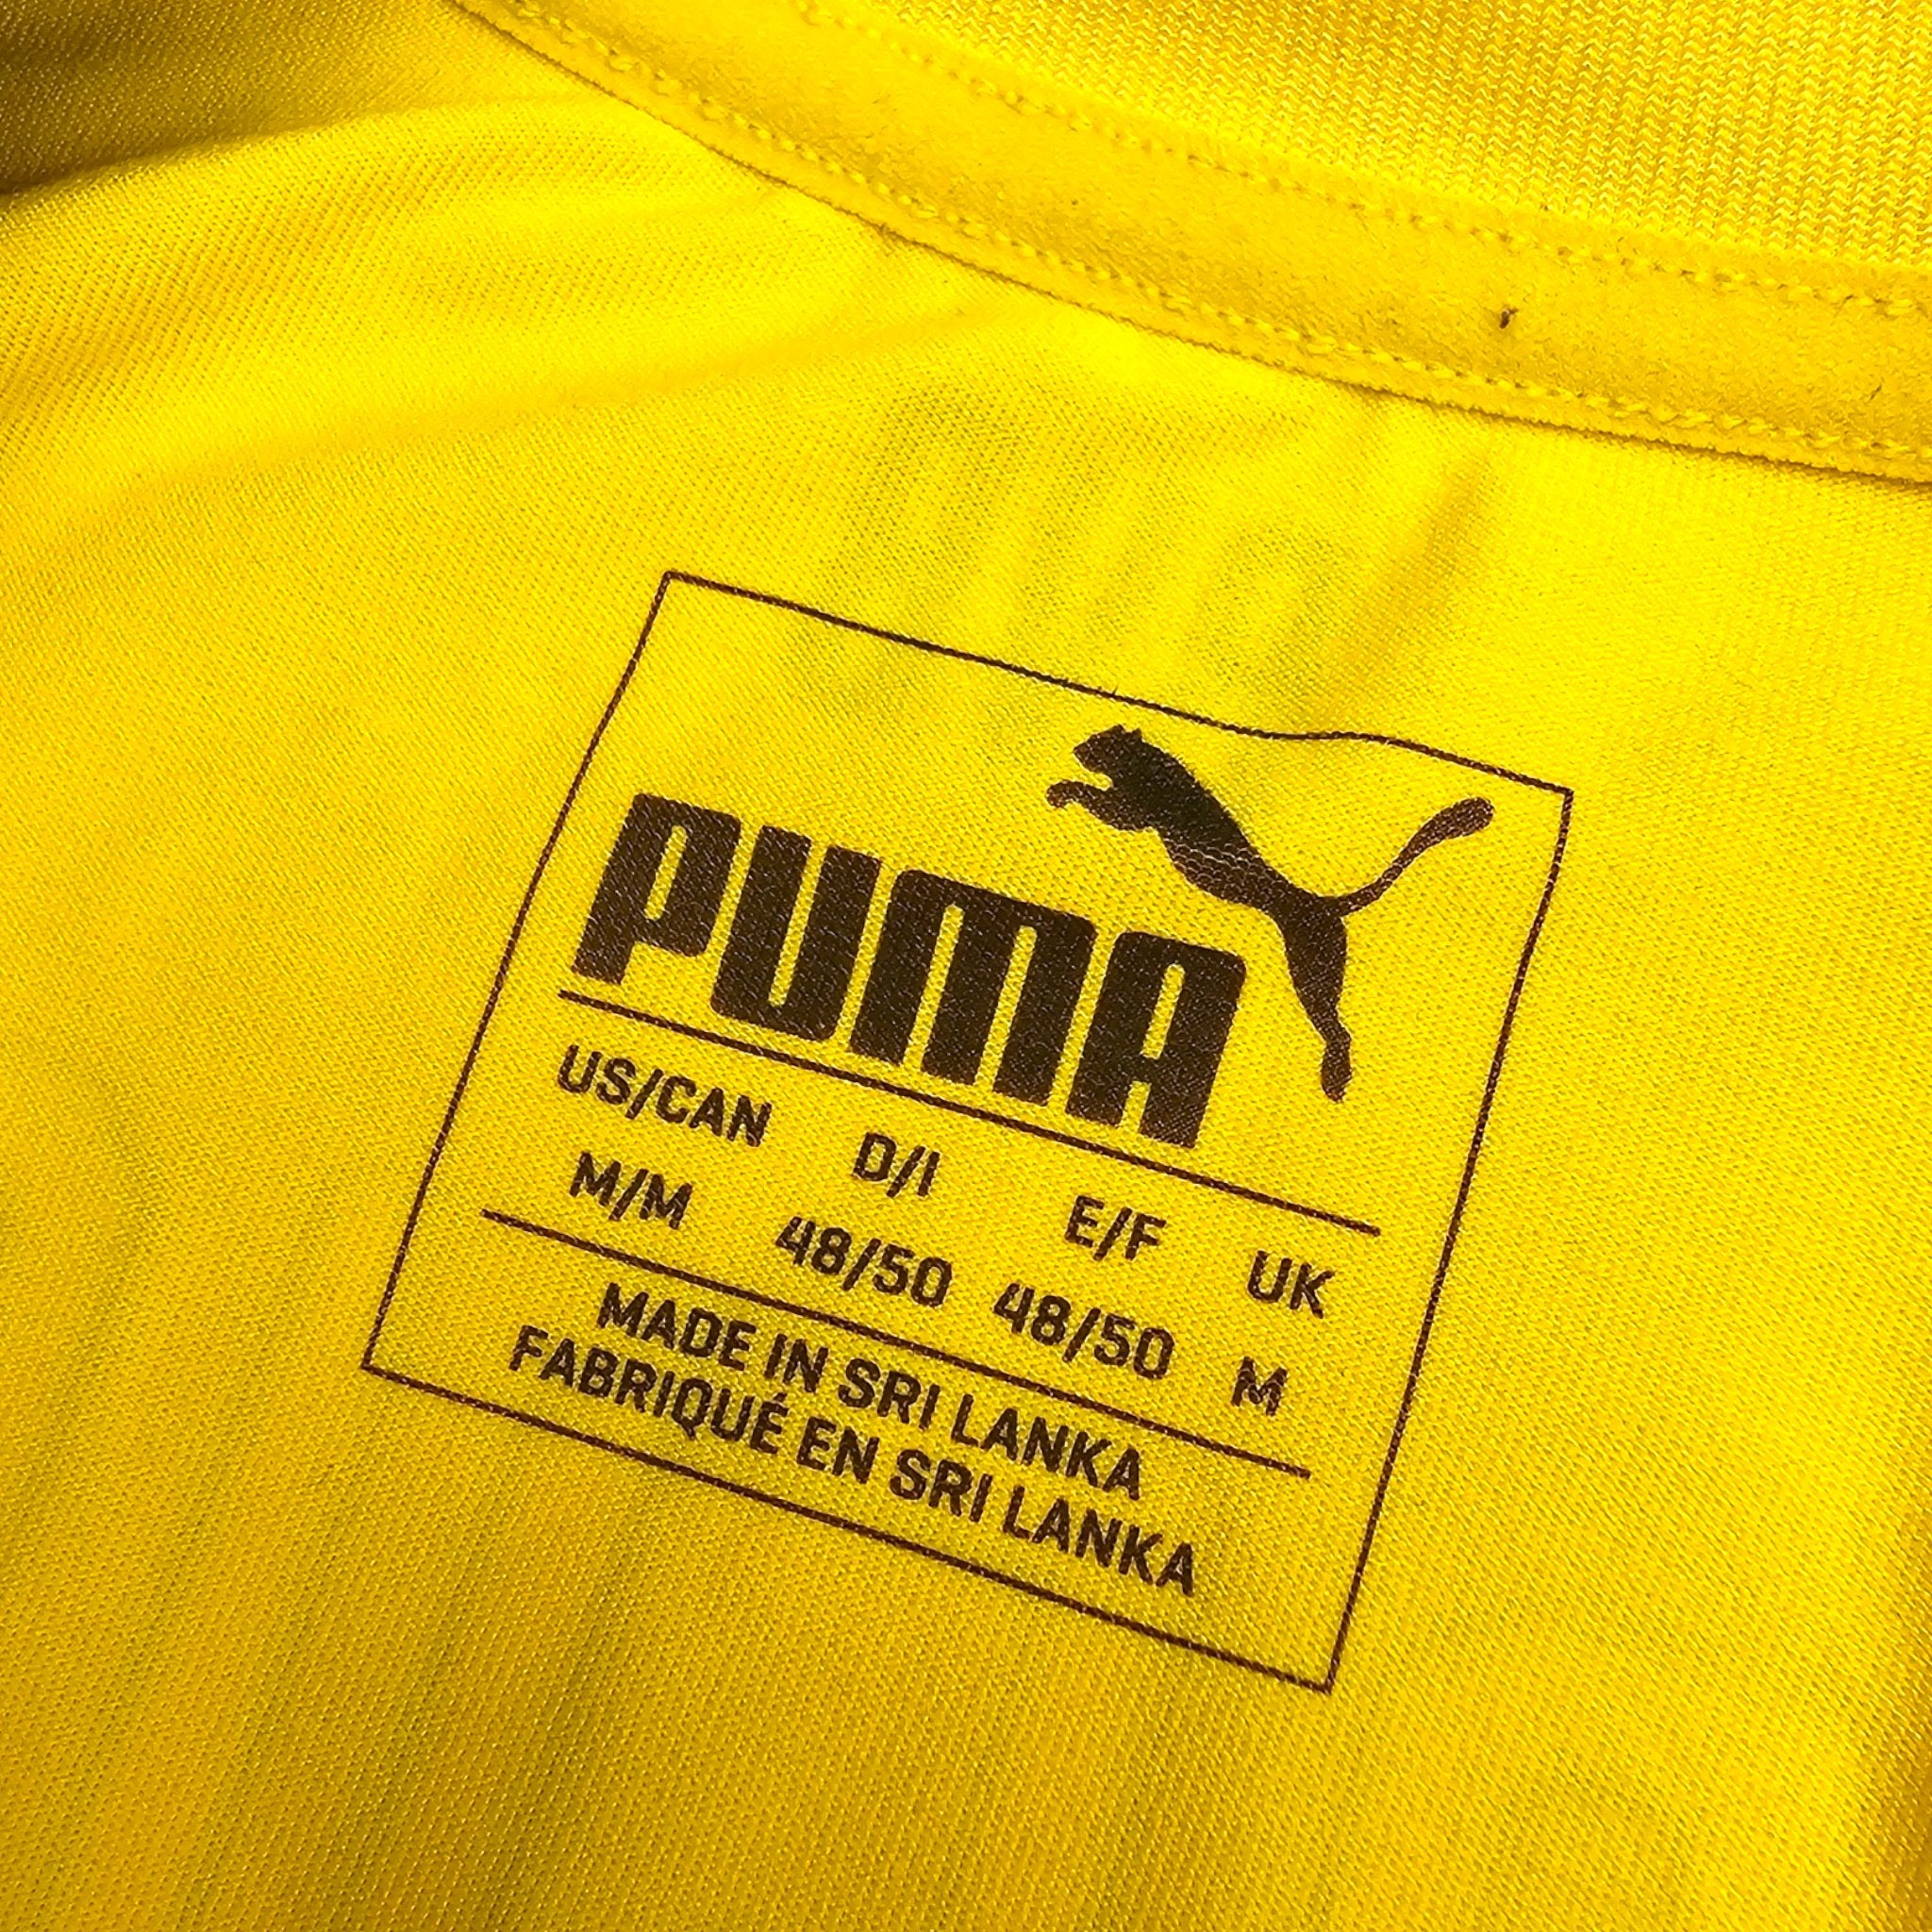 PUMA
US/CAN D/I E/F UK
M/M 48/50 48/50 M
MADE IN SRI LANKA
FABRIQUÉ EN SRI LANKA